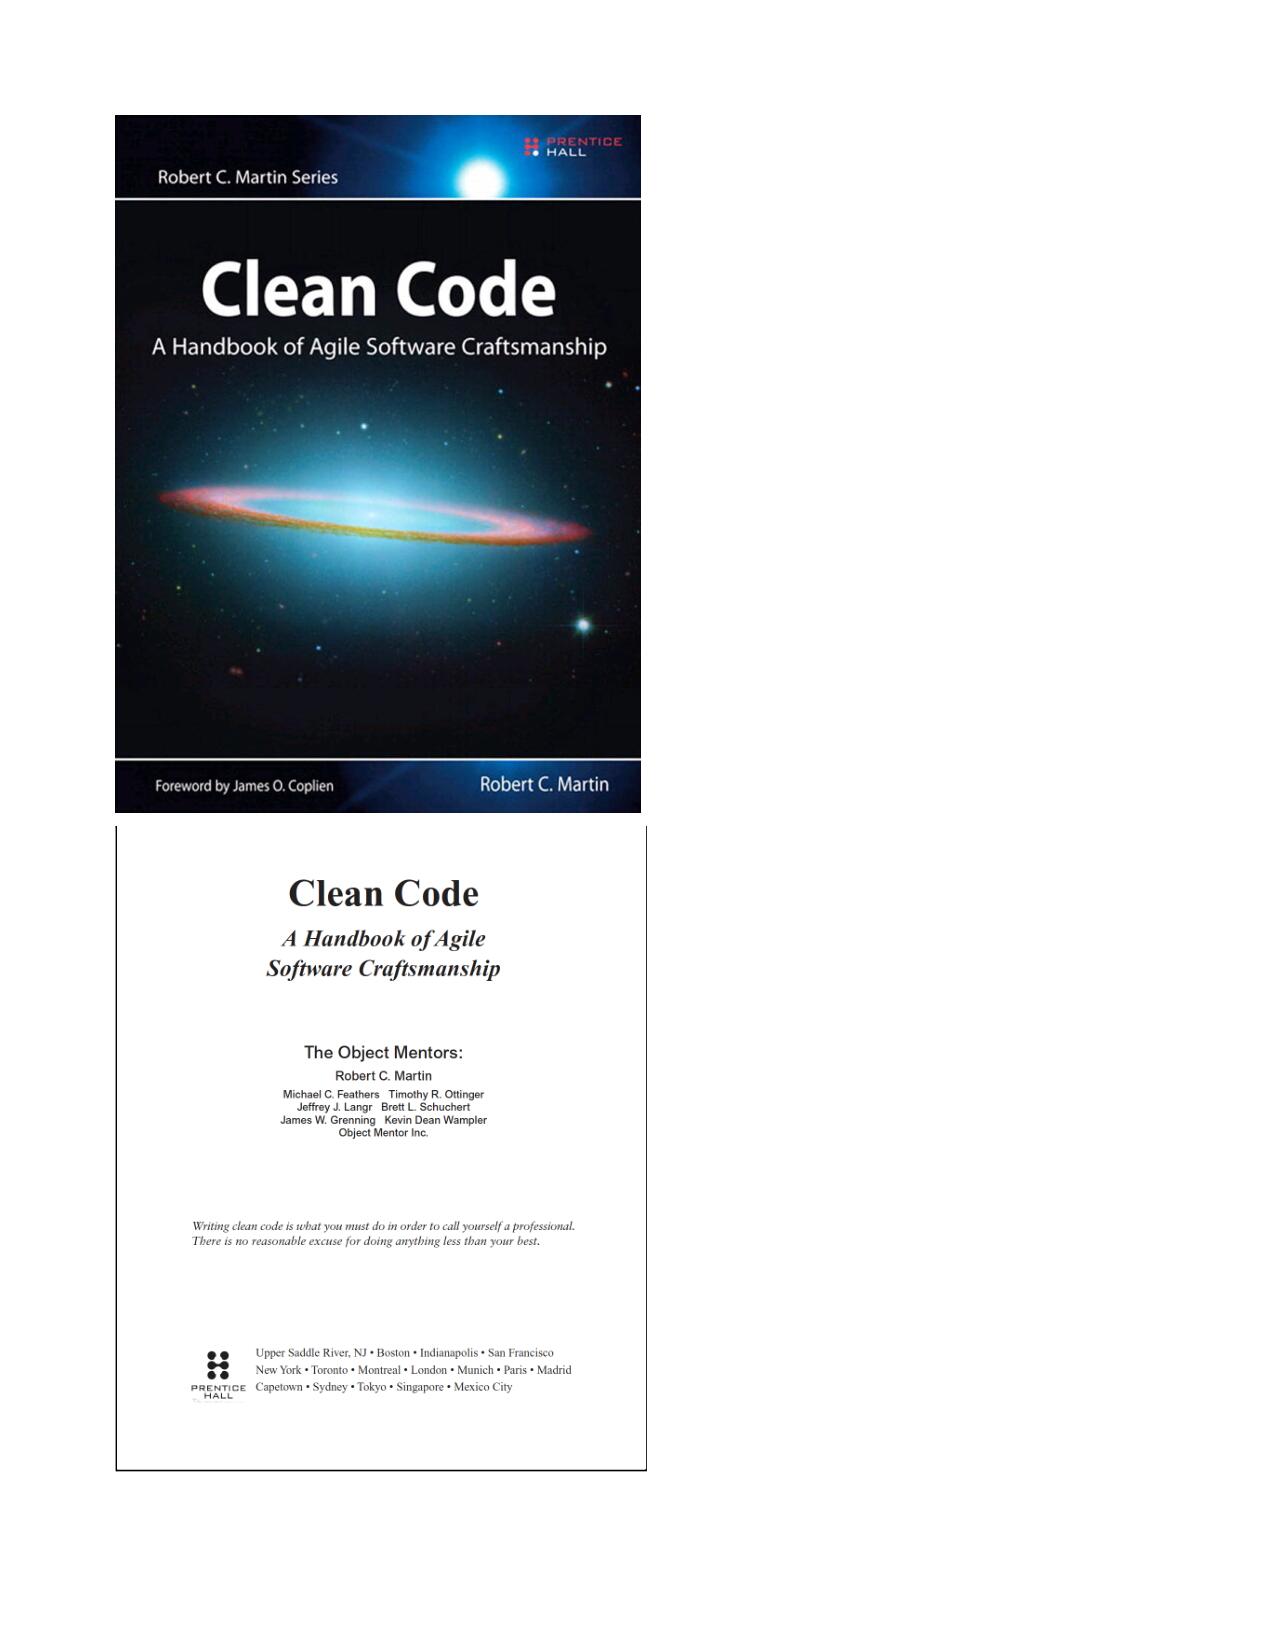 PRENTICE
HALL
Robert C. Martin Series
Clean Code
A Handbook of Agile Software Craftsmanship
Foreword by James O. Coplien
Robert C. Martin
Clean Code
A Handbook of Agile
Software Craftsmanship
The Object Mentors:
Robert C. Martin
Michael C. Feathers Timothy R. Ottinger
Jeffrey J. Langr Brett L. Schuchert
James W. Grenning Kevin Dean Wampler
Object Mentor Inc.
Writing clean code is what you must do in order to call yourself a professional.
There is no reasonable excuse for doing anything less than your best.
Upper Saddle River, NJ • Boston • Indianapolis • San Francisco
New York • Toronto • Montreal • London • Munich • Paris • Madrid
Capetown • Sydney • Tokyo • Singapore • Mexico City
PRENTICE
HALL